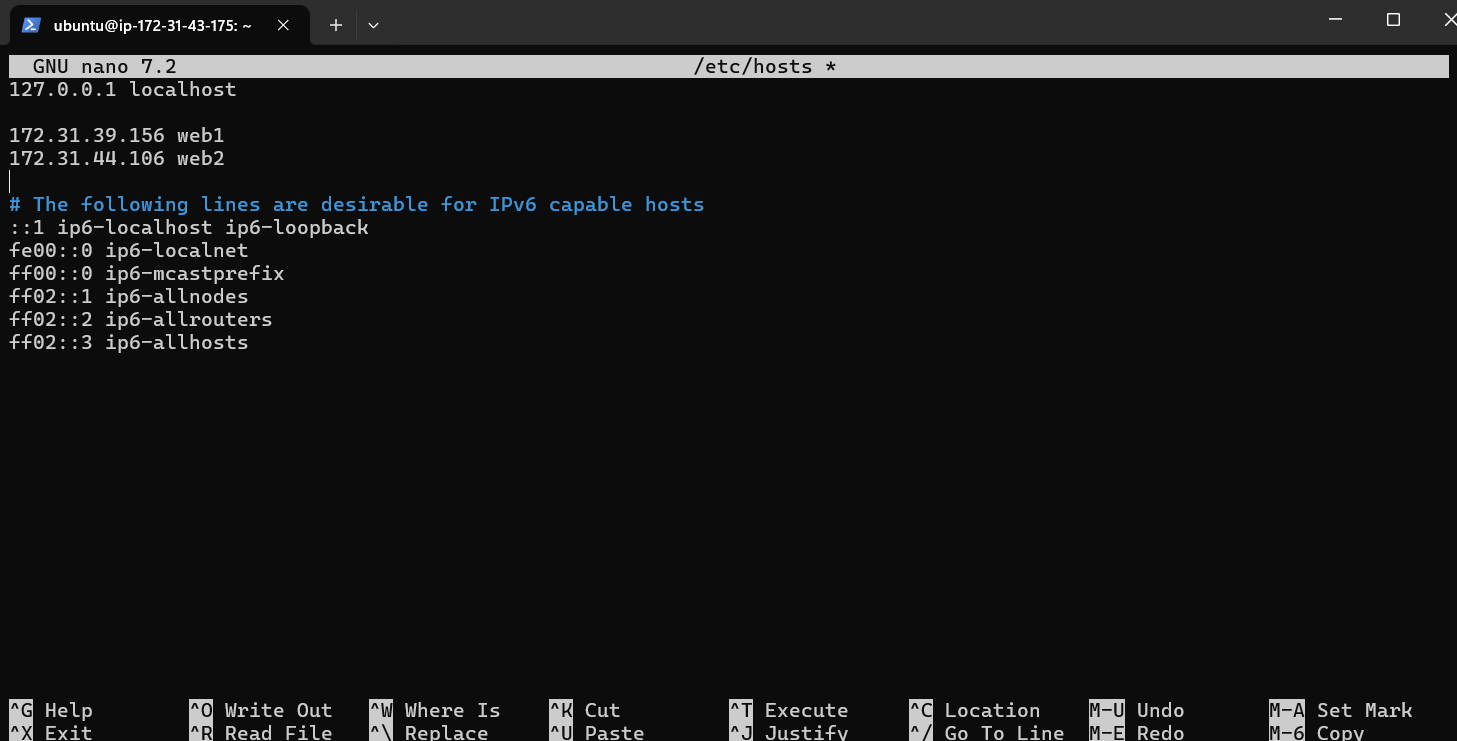 ubuntu@ip-172-31-43-175: ~
GNU nano 7.2 /etc/hosts *
127.0.0.1 localhost
172.31.39.156 web1
172.31.44.106 web2
# The following lines are desirable for IPv6 capable hosts
::1 ip6-localhost ip6-loopback
fe00::0 ip6-localnet
ff00::0 ip6-mcastprefix
ff02::1 ip6-allnodes
ff02::2 ip6-allrouters
ff02::3 ip6-allhosts
^G Help ^O Write Out ^W Where Is ^K Cut ^T Execute ^C Location M-U Undo M-A Set Mark
^X Exit ^R Read File ^\ Replace ^U Paste ^J Justify ^/ Go To Line M-E Redo M-6 Copy